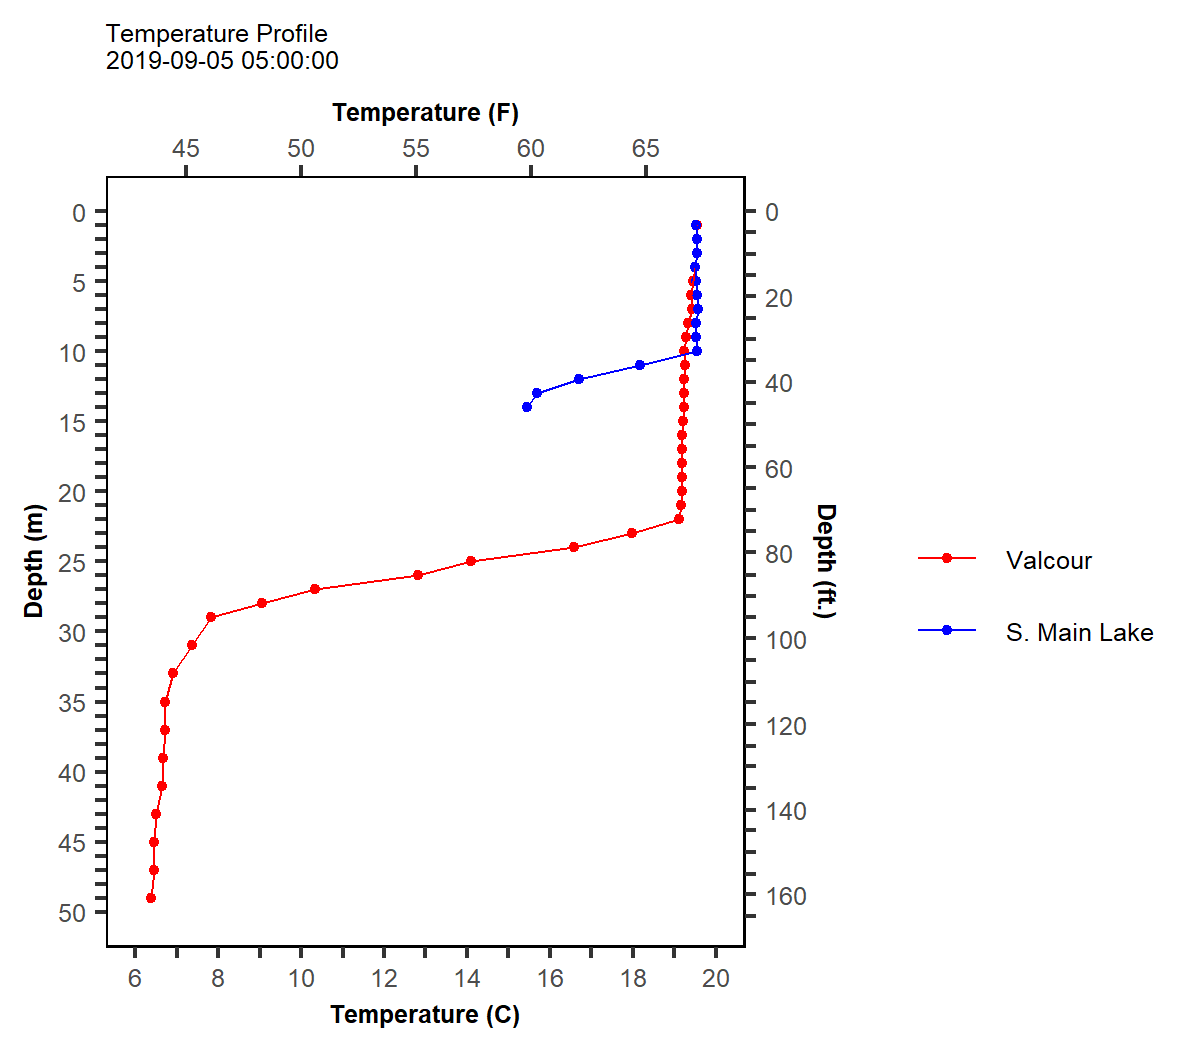 Temperature Profile
2019-09-05 05:00:00
Temperature (F)
45 50 55 60 65
0 0
5
20
10
40
15
60
20
80
25
100
30
35
120
40
140
45
160
50
Depth (m)
Depth (ft.)
Valcour
S. Main Lake
6 8 10 12 14 16 18 20
Temperature (C)